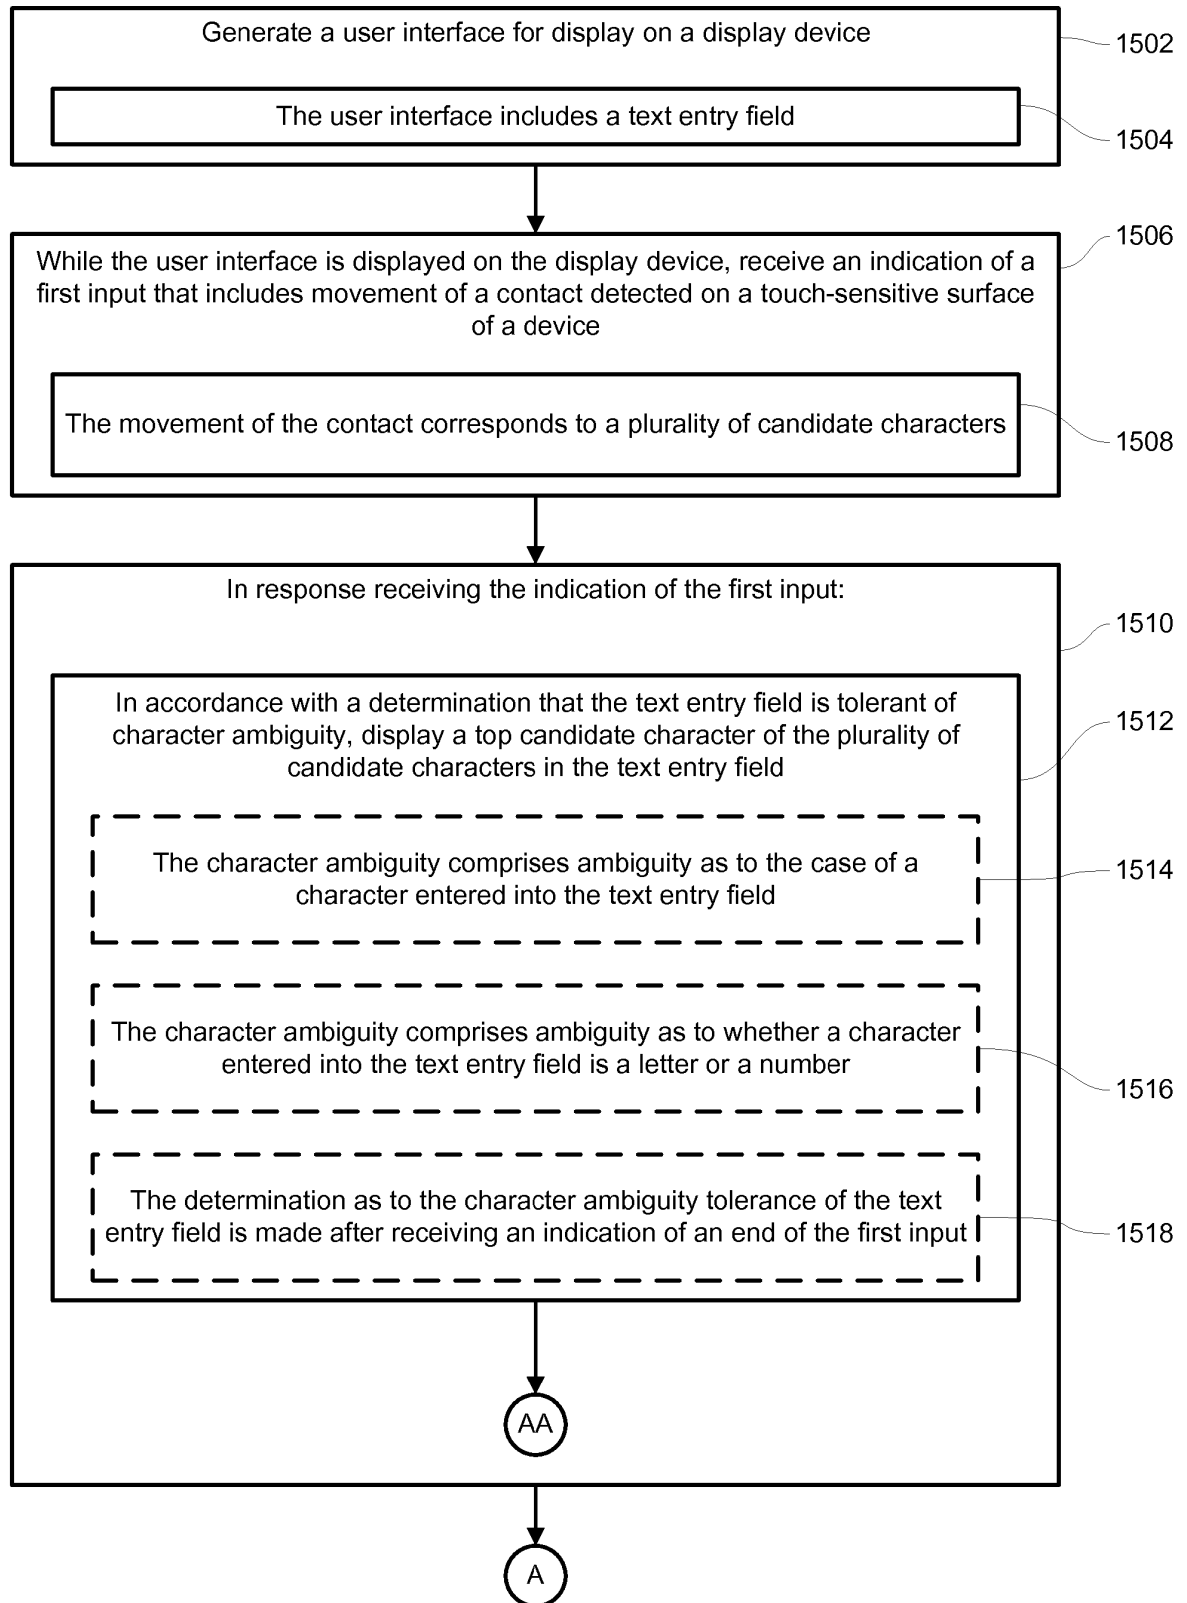 Generate a user interface for display on a display device
1502
The user interface includes a text entry field
1504
1506
While the user interface is displayed on the display device, receive an indication of a
first input that includes movement of a contact detected on a touch-sensitive surface
of a device
The movement of the contact corresponds to a plurality of candidate characters
1508
In response receiving the indication of the first input:
1510
In accordance with a determination that the text entry field is tolerant of
character ambiguity, display a top candidate character of the plurality of
candidate characters in the text entry field
1512
The character ambiguity comprises ambiguity as to the case of a
character entered into the text entry field
1514
The character ambiguity comprises ambiguity as to whether a character
entered into the text entry field is a letter or a number
1516
The determination as to the character ambiguity tolerance of the text
entry field is made after receiving an indication of an end of the first input
1518
AA
A